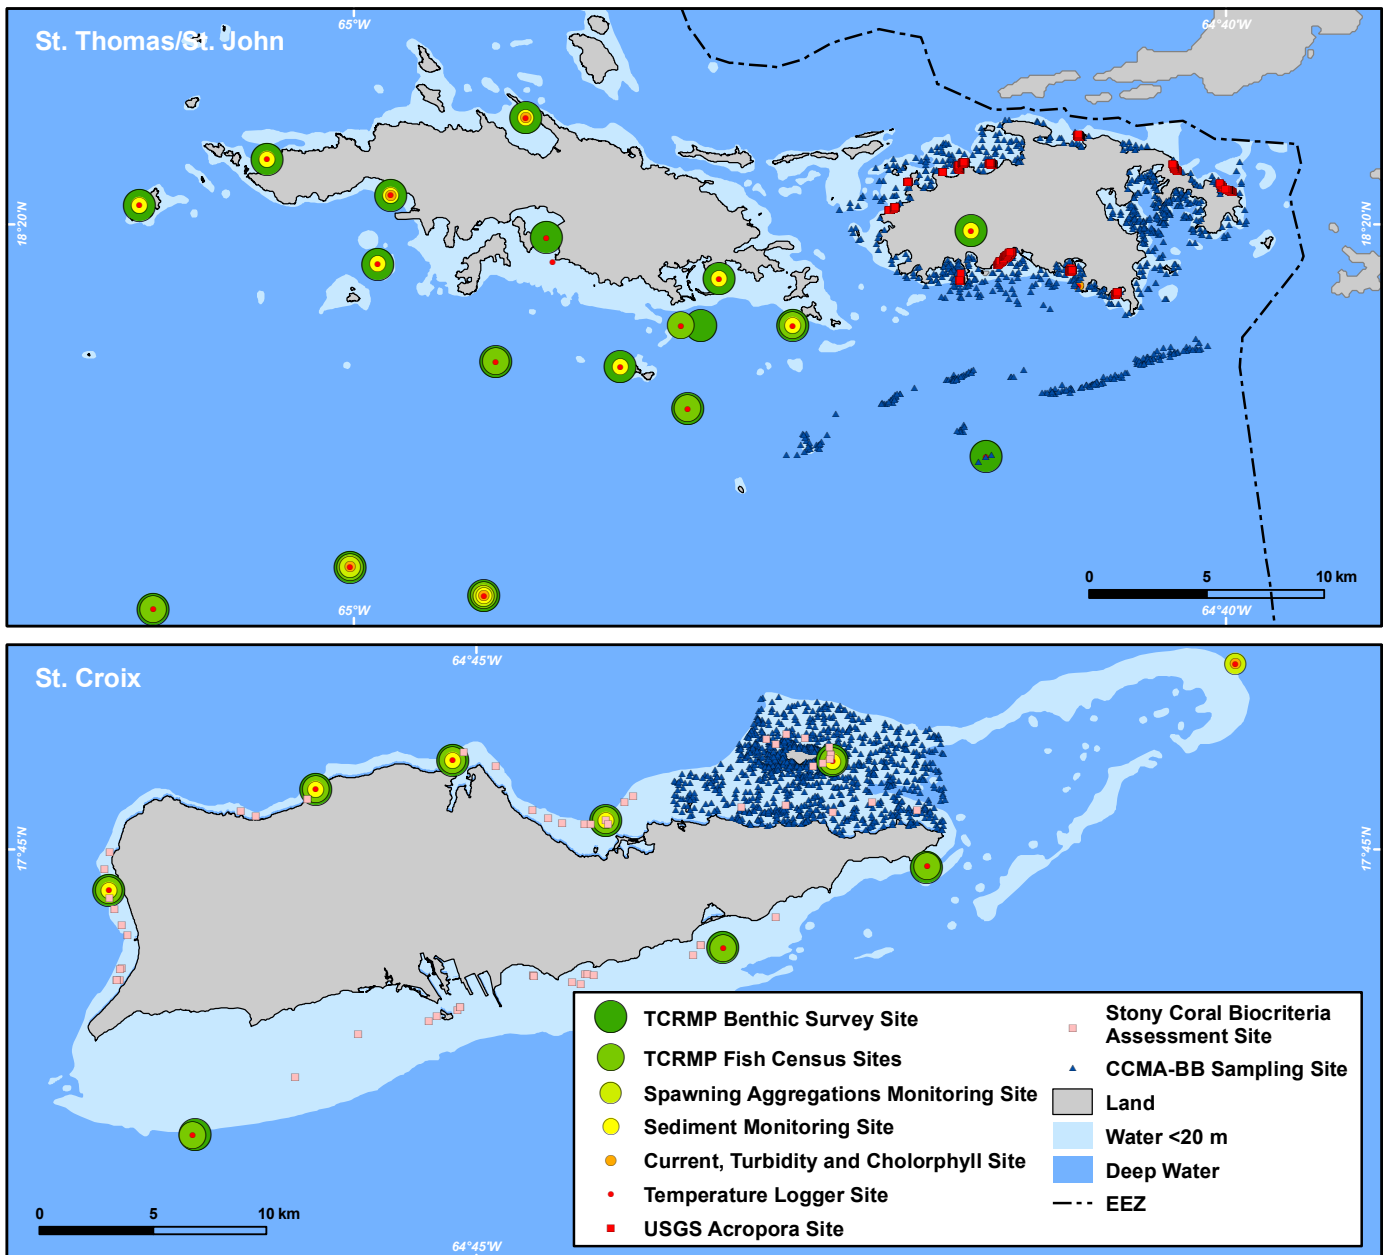 St. Thomas/St. John
65°W
64°40'W
18°20'N
18°20'N
0 5 10 km
65°W
64°40'W
St. Croix
64°45'W
17°45'N
17°45'N
TCRMP Benthic Survey Site
TCRMP Fish Census Sites
Spawning Aggregations Monitoring Site
Sediment Monitoring Site
Current, Turbidity and Cholorphyll Site
Temperature Logger Site
USGS Acropora Site
Stony Coral Biocriteria
Assessment Site
CCMA-BB Sampling Site
Land
Water <20 m
Deep Water
EEZ
0 5 10 km
64°45'W